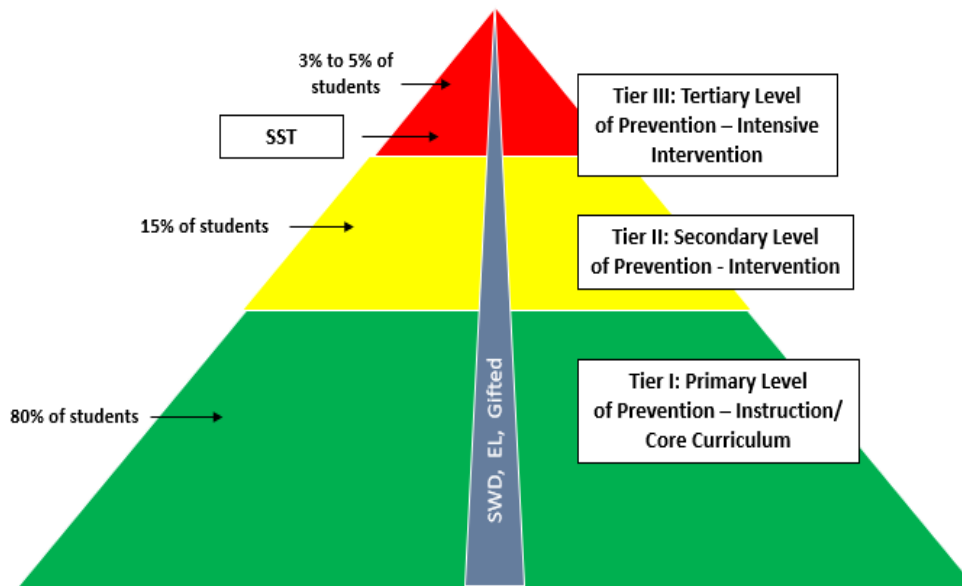 3% to 5% of
students
SST
Tier III: Tertiary Level
of Prevention – Intensive
Intervention
15% of students
Tier II: Secondary Level
of Prevention - Intervention
80% of students
Tier I: Primary Level
of Prevention – Instruction/
Core Curriculum
SWD, EL, Gifted